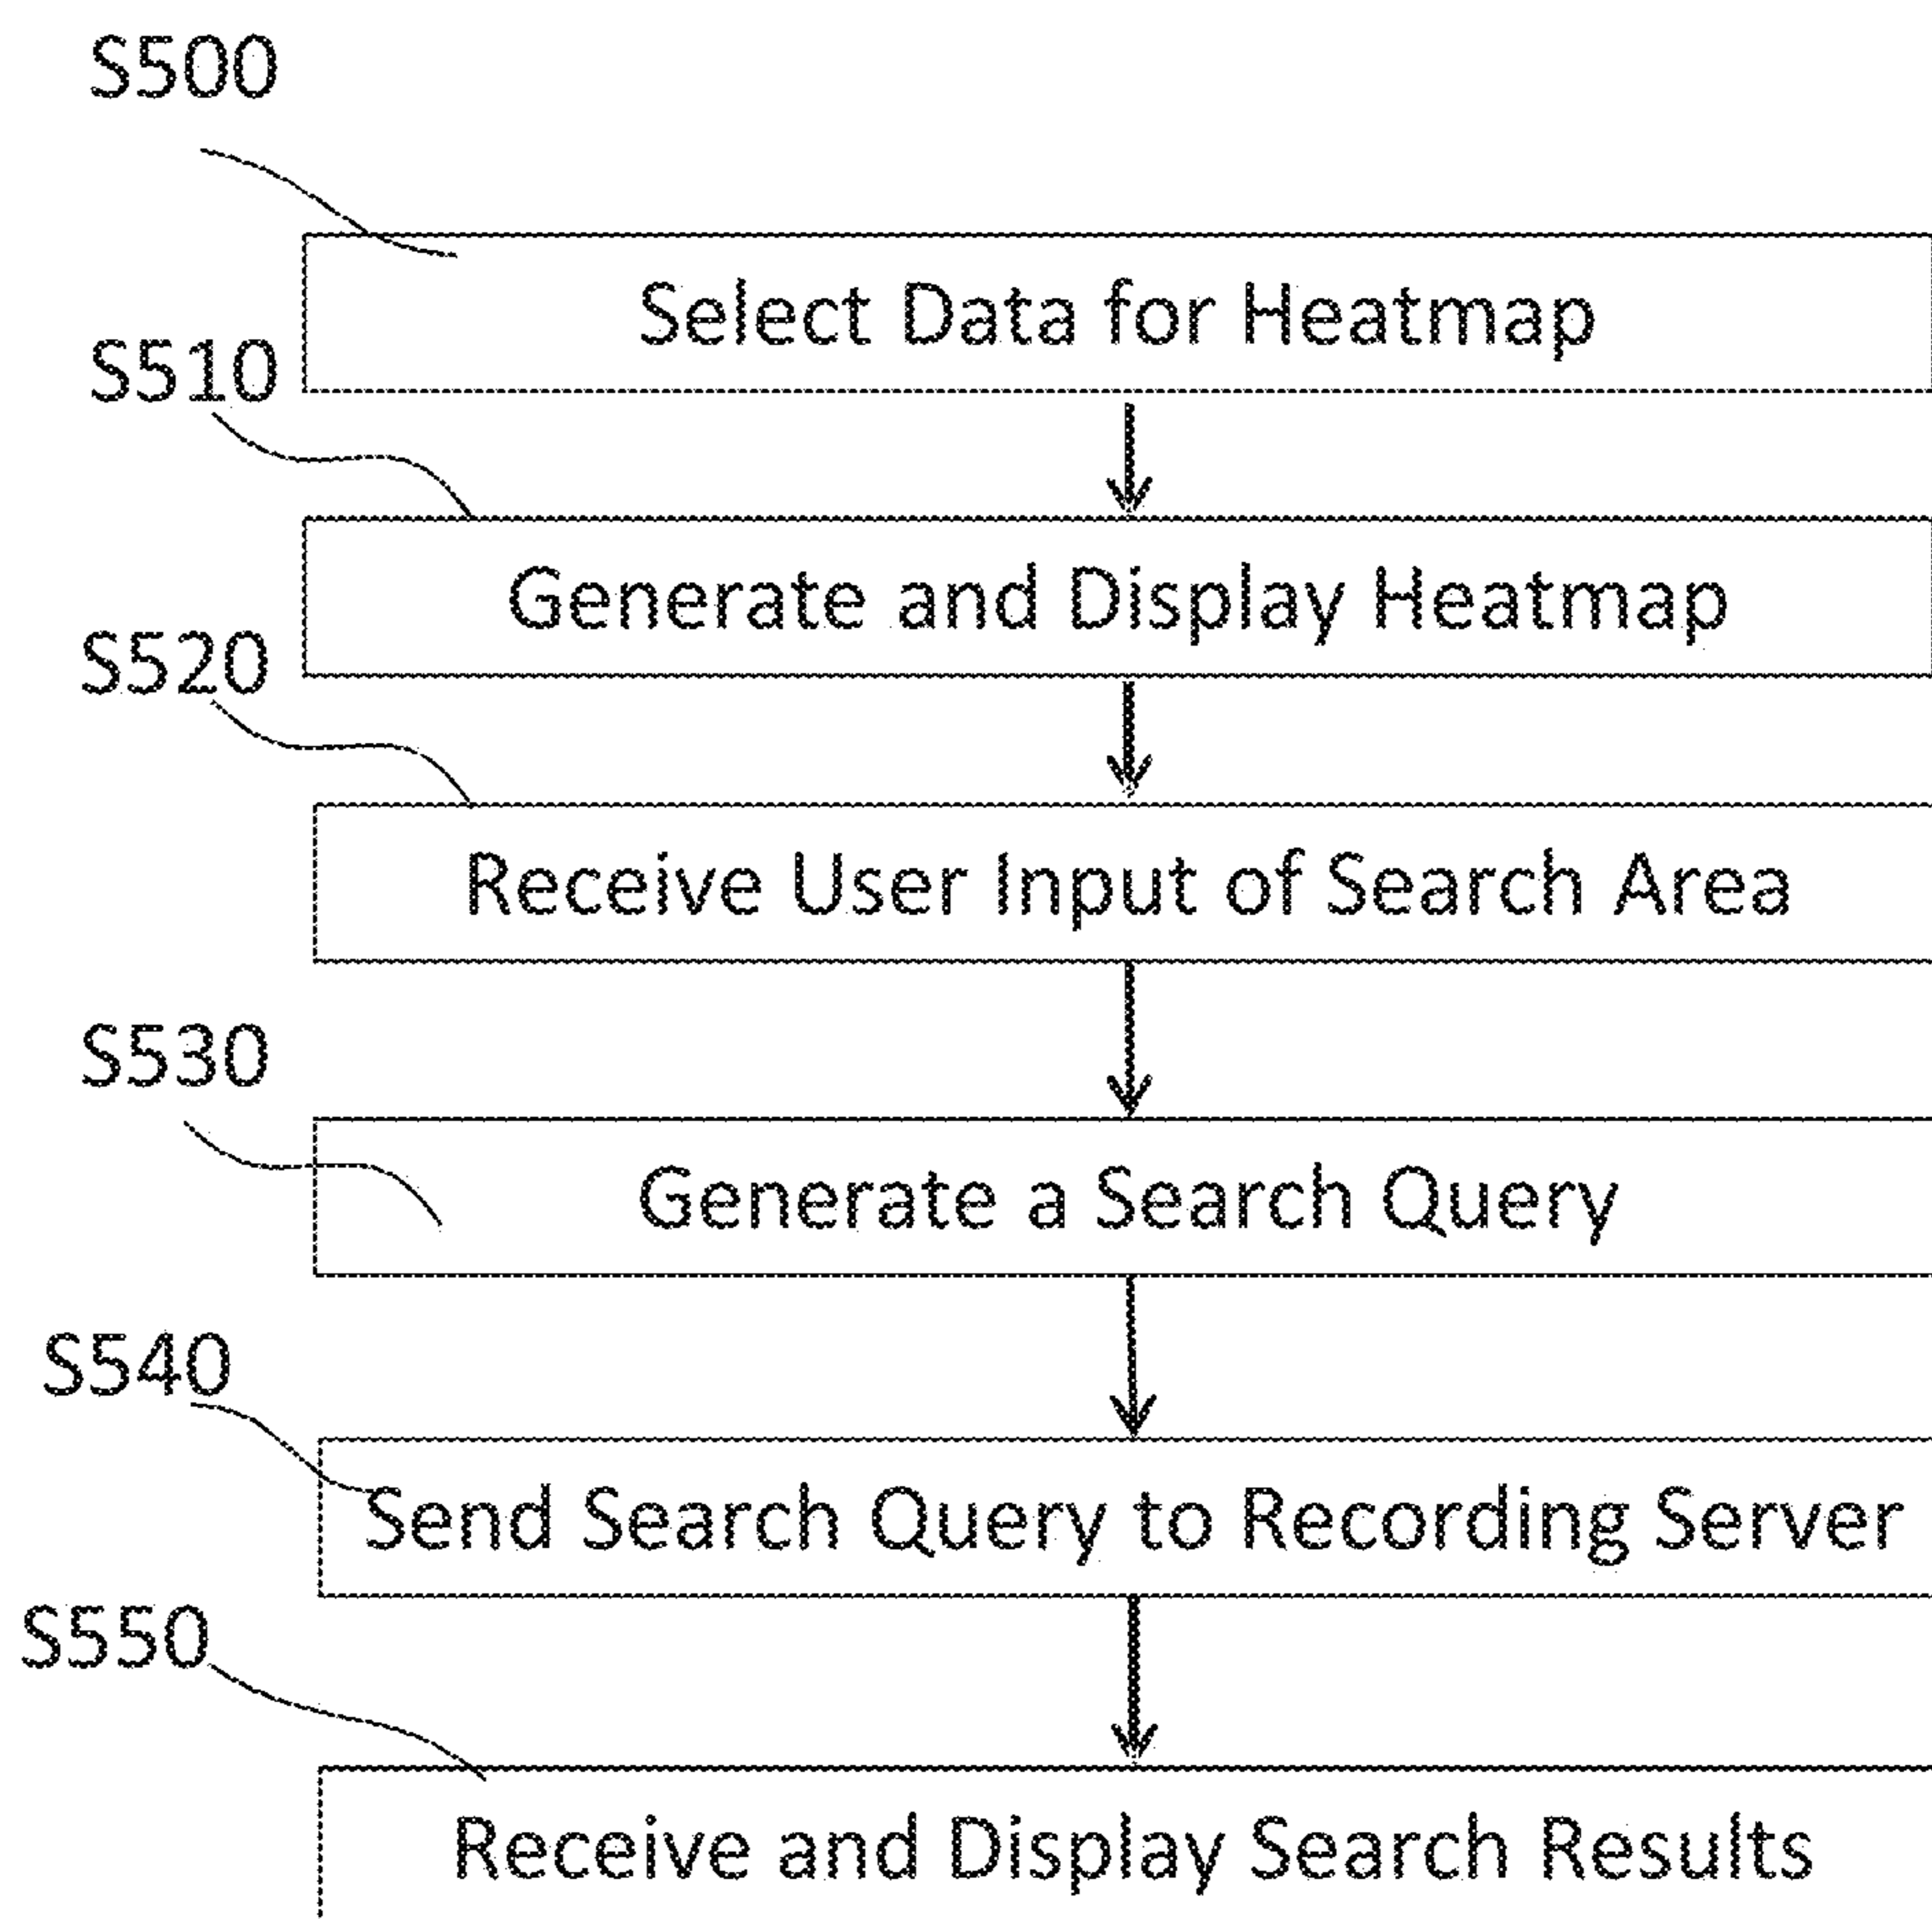 S500
Select Data for Heatmap
S510
Generate and Display Heatmap
S520
Receive User Input of Search Area
S530
Generate a Search Query
S540
Send Search Query to Recording Server
S550
Receive and Display Search Results